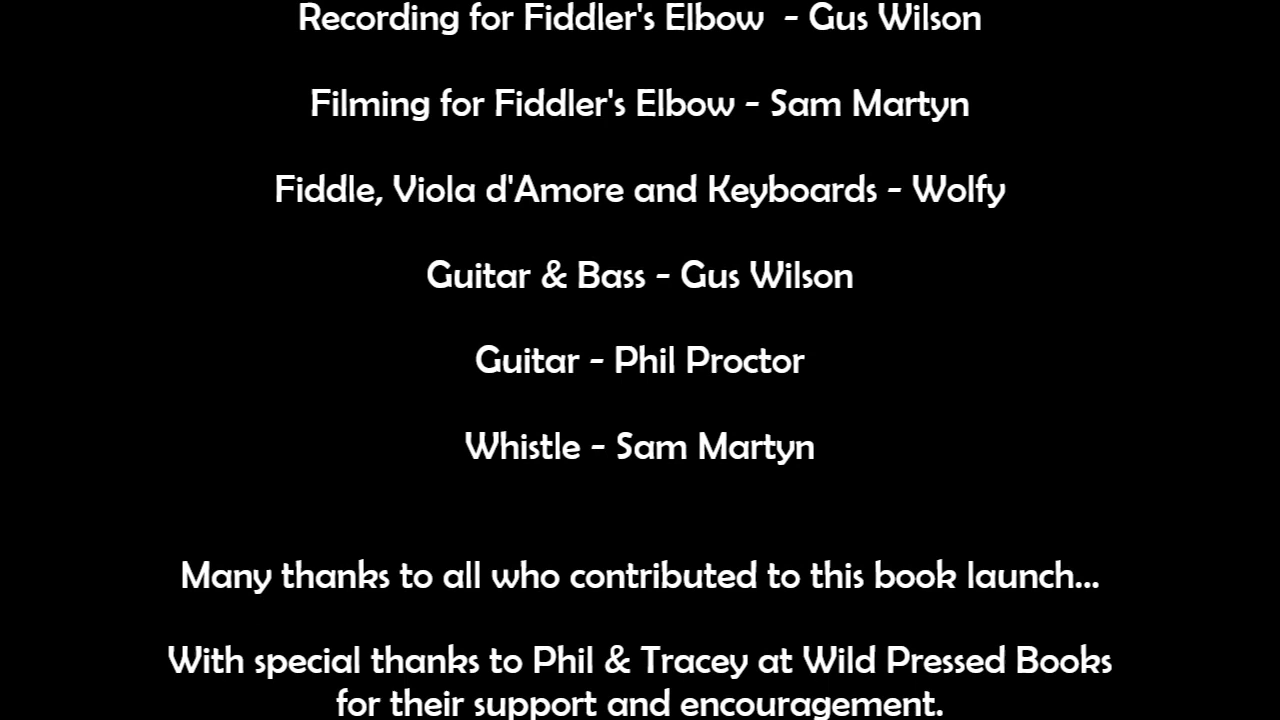 Recording for Fiddler's Elbow - Gus Wilson
Filming for Fiddler's Elbow - Sam Martyn
Fiddle, Viola d'Amore and Keyboards - Wolfy
Guitar & Bass - Gus Wilson
Guitar - Phil Proctor
Whistle - Sam Martyn
Many thanks to all who contributed to this book launch...
With special thanks to Phil & Tracey at Wild Pressed Books
for their support and encouragement.